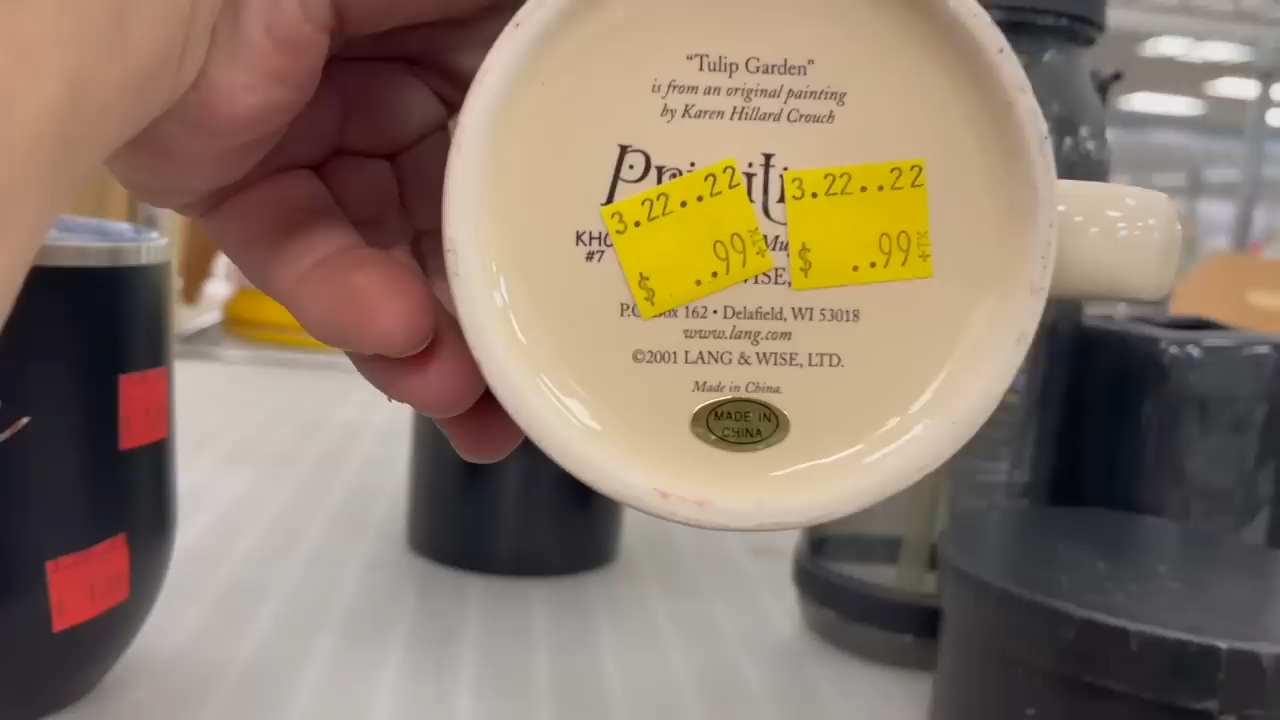 "Tulip Garden"
is from an original painting
by Karen Hillard Crouch
3.22..22
$ ..99
3.22..22
$ ..99
#7
162 • Delafield, WI 53018
www.lang.com
©2001 LANG & WISE, LTD.
Made in China
MADE IN
CHINA